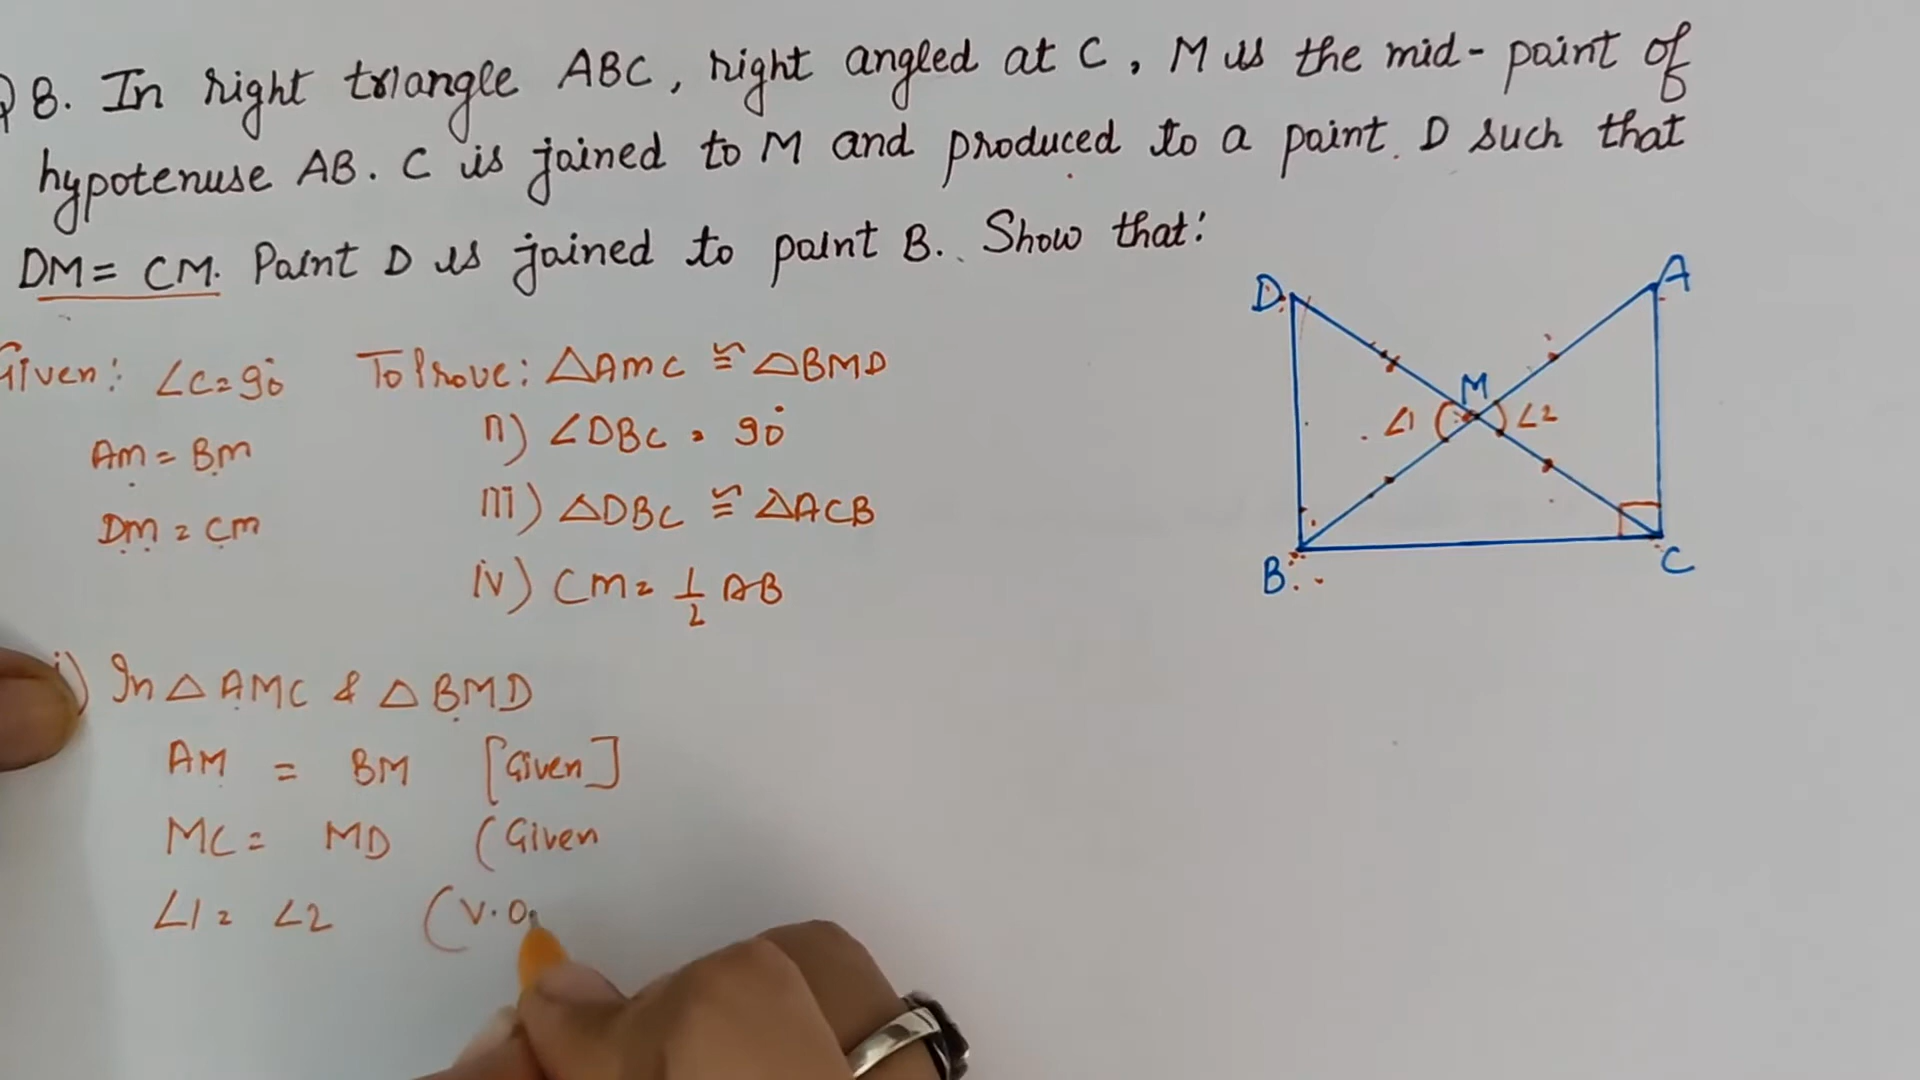 Q8. In right triangle ABC, right angled at C, M is the mid-point of
hypotenuse AB. C is joined to M and produced to a point D such that
DM = CM. Point D is joined to point B. Show that:
Given: ∠C = 90° To Prove: △AMC ≅ △BMD
AM = BM ii) ∠DBC = 90°
DM = CM iii) △DBC ≅ △ACB
iv) CM = 1/2 AB
D A
M
∠1 ∠2
B C
i) In △ AMC & △ BMD
AM = BM [Given]
MC = MD (Given
∠1 = ∠2 (V.O